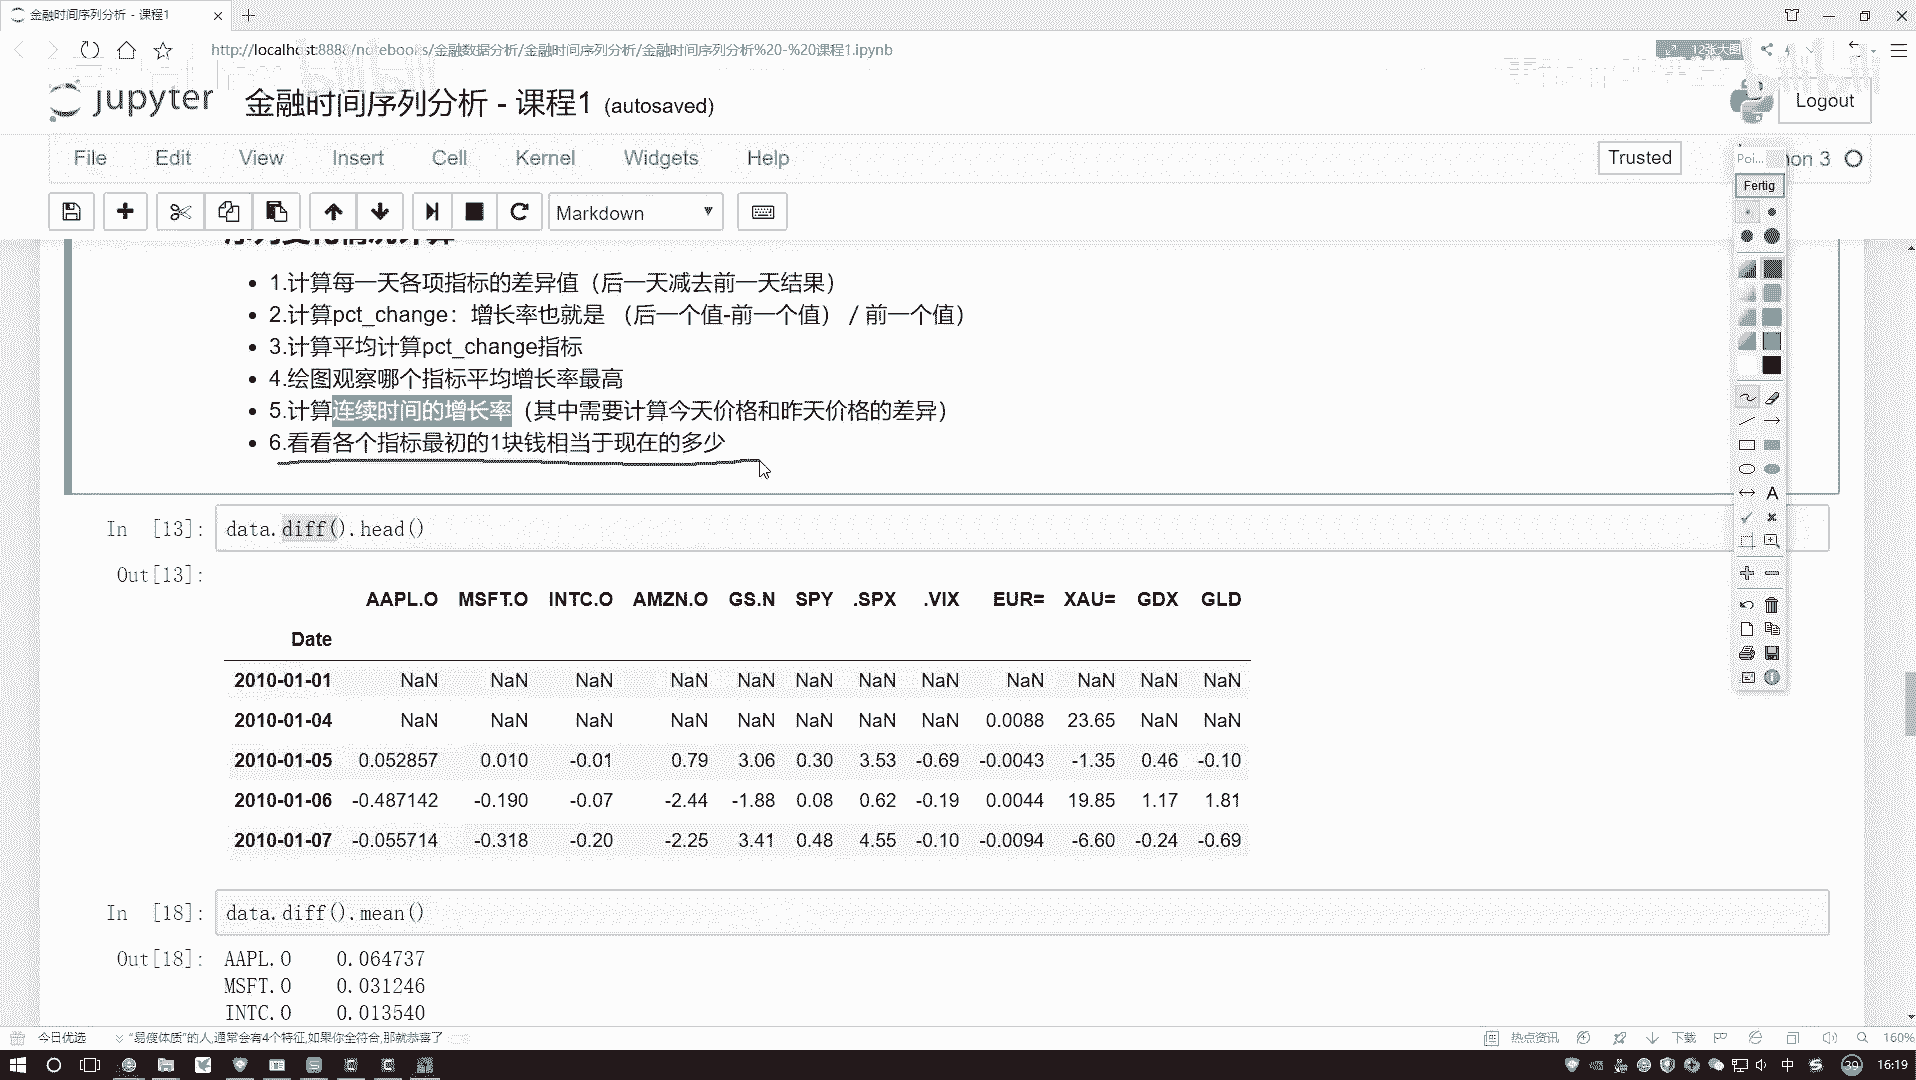 金融时间序列分析 - 课程1
http://localhost:8888/notebooks/金融数据分析/金融时间序列分析/金融时间序列分析%20-%20课程1.ipynb
12张大图
jupyter 金融时间序列分析 - 课程1 (autosaved)
Logout
File Edit View Insert Cell Kernel Widgets Help
Trusted
Python 3
Markdown
Poi...
Fertig
序列变化情况计算
1.计算每一天各项指标的差异值（后一天减去前一天结果）
2.计算pct_change：增长率也就是 （后一个值-前一个值） / 前一个值）
3.计算平均计算pct_change指标
4.绘图观察哪个指标平均增长率最高
5.计算连续时间的增长率（其中需要计算今天价格和昨天价格的差异）
6.看看各个指标最初的1块钱相当于现在的多少
In [13]: data.diff().head()
Out[13]:
AAPL.O MSFT.O INTC.O AMZN.O GS.N SPY .SPX .VIX EUR= XAU= GDX GLD
Date
2010-01-01 NaN NaN NaN NaN NaN NaN NaN NaN NaN NaN NaN NaN
2010-01-04 NaN NaN NaN NaN NaN NaN NaN NaN 0.0088 23.65 NaN NaN
2010-01-05 0.052857 0.010 -0.01 0.79 3.06 0.30 3.53 -0.69 -0.0043 -1.35 0.46 -0.10
2010-01-06 -0.487142 -0.190 -0.07 -2.44 -1.88 0.08 0.62 -0.19 0.0044 19.85 1.17 1.81
2010-01-07 -0.055714 -0.318 -0.20 -2.25 3.41 0.48 4.55 -0.10 -0.0094 -6.60 -0.24 -0.69
In [18]: data.diff().mean()
Out[18]: AAPL.O 0.064737
MSFT.O 0.031246
INTC.O 0.013540
今日优选 “易瘦体质”的人,通常会有4个特征,如果你全符合,那就恭喜了
热点资讯 下载 160%
中 39 16:19